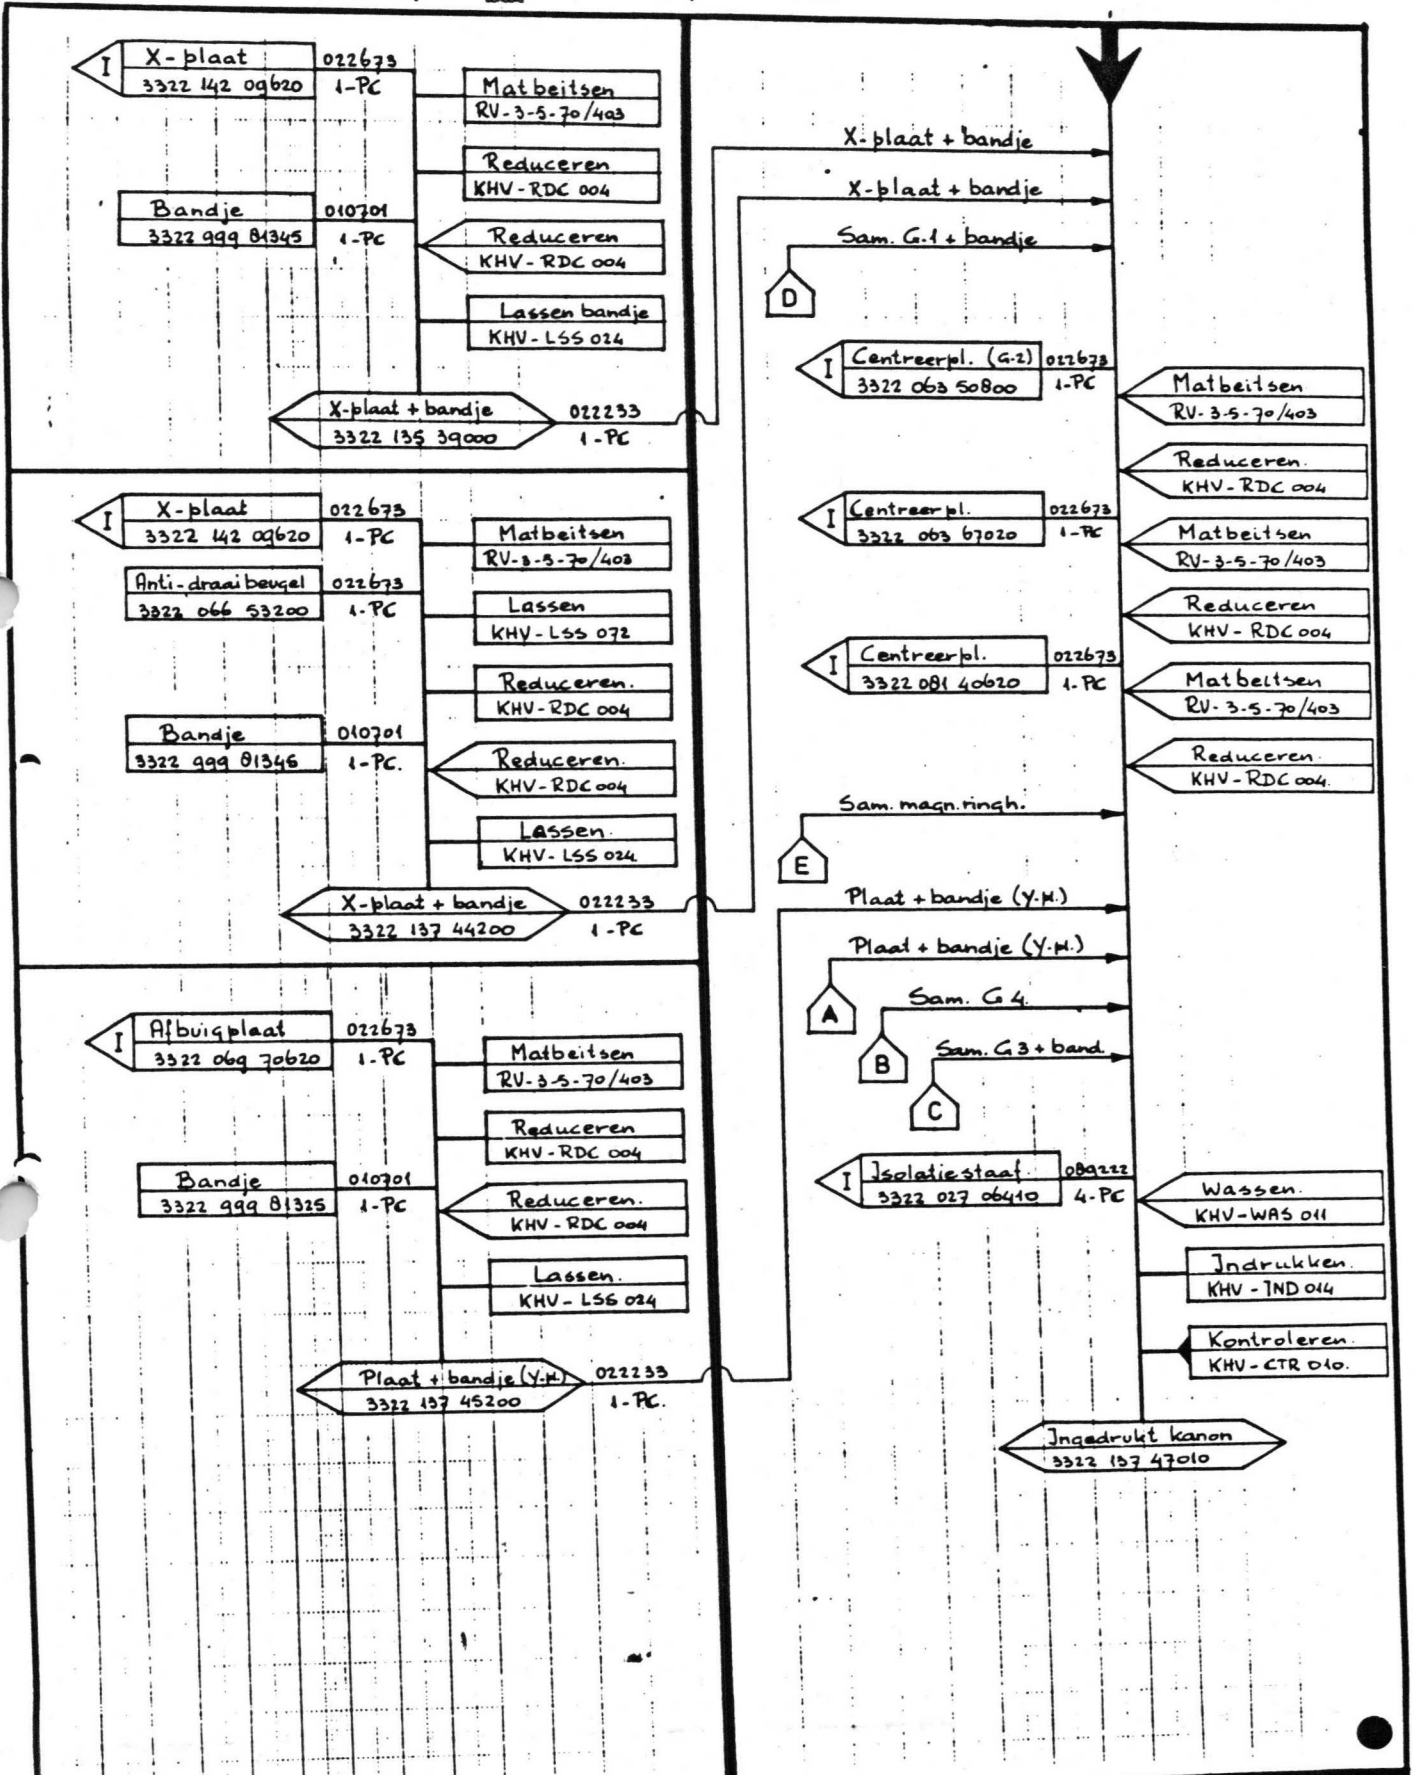 I
X-plaat
022673
3322 142 09620
1-PC
Matbeitsen
RV-3-5-70/403
Reduceren
KHV-RDC 004
Bandje
010701
3322 999 81345
1-PC
Reduceren
KHV-RDC 004
Lassen bandje
KHV-LSS 024
X-plaat + bandje
022233
3322 135 39000
1-PC
I
X-plaat
022673
3322 142 09620
1-PC
Matbeitsen
RV-3-5-70/403
Anti-draaibeugel
022673
3322 066 53200
1-PC
Lassen
KHV-LSS 072
Reduceren.
KHV-RDC 004
Bandje
010701
3322 999 81345
1-PC.
Reduceren.
KHV-RDC 004
Lassen.
KHV-LSS 024
X-plaat + bandje
022233
3322 137 44200
1-PC
I
Afbuigplaat
022673
3322 069 70620
1-PC
Matbeitsen
RV-3-5-70/403
Reduceren
KHV-RDC 004
Bandje
010701
3322 999 81325
1-PC
Reduceren.
KHV-RDC 004
Lassen.
KHV-LSS 024
Plaat + bandje (Y.pl.)
022233
3322 137 45200
1-PC.
X-plaat + bandje
X-plaat + bandje
Sam. G.1 + bandje
D
I
Centreerpl. (G.2)
022673
3322 063 50800
1-PC
Matbeitsen
RV-3-5-70/403
Reduceren.
KHV-RDC 004
I
Centreerpl.
022673
3322 063 67020
1-PC
Matbeitsen
RV-3-5-70/403
Reduceren
KHV-RDC 004
I
Centreerpl.
022673
3322 081 40620
1-PC
Matbeitsen
RV-3-5-70/403
Reduceren.
KHV-RDC 004.
Sam. magn. ringh.
E
Plaat + bandje (Y.pl.)
Plaat + bandje (Y.pl.)
A
Sam. G 4.
B
Sam. G 3 + band.
C
I
Isolatiestaaf.
089222
3322 027 06410
4-PC
Wassen.
KHV-WAS 011
Indrukken.
KHV-IND 014
Kontroleren.
KHV-CTR 010.
Ingedrukt kanon
3322 137 47010